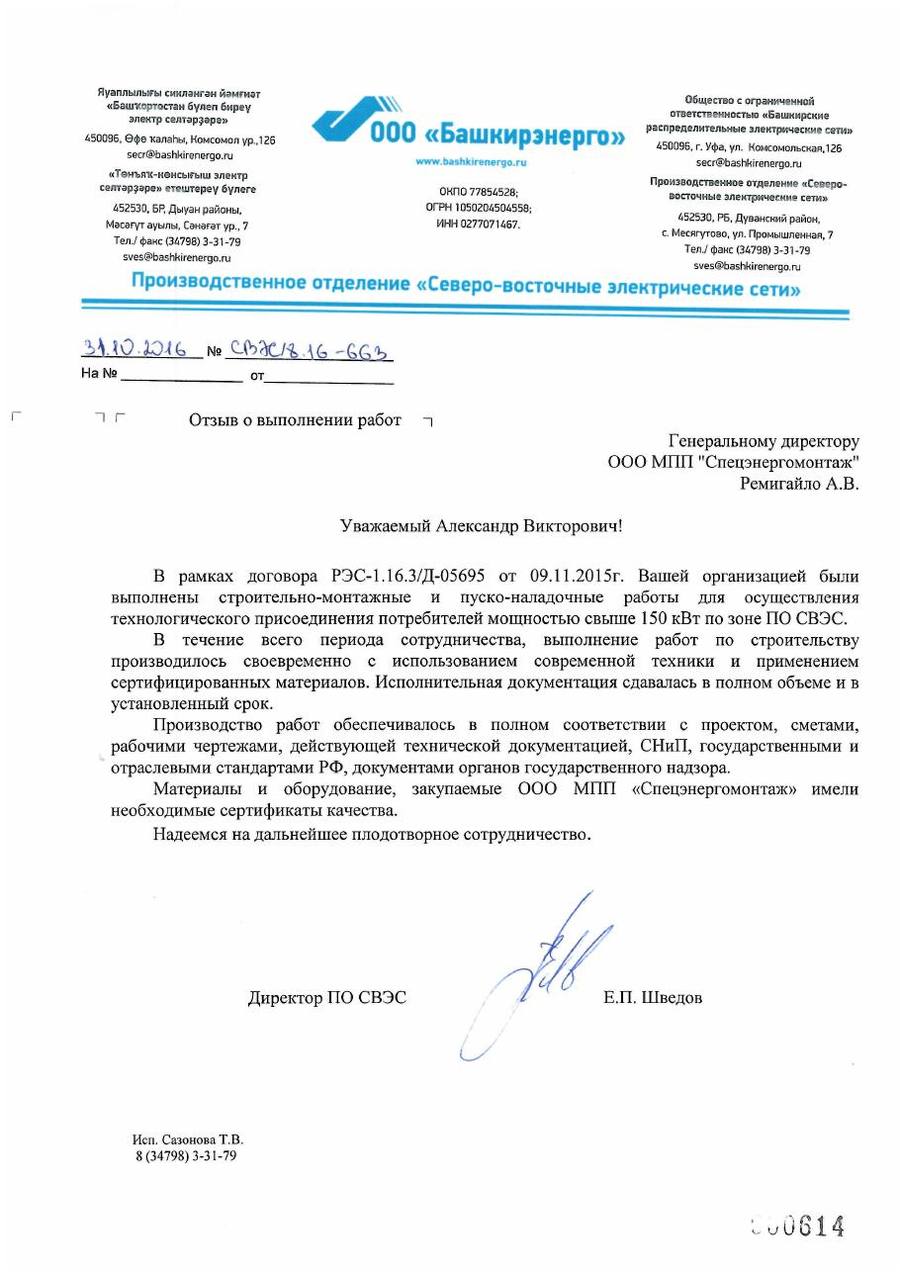 Яуаплылығы сикләнгән йәмғиәт
«Башҡортостан бүлеп биреү
электр селтәрҙәре»
450096, Өфө ҡалаһы, Комсомол ур.,126
secr@bashkirenergo.ru
«Төньяҡ-көнсығыш электр
селтәрҙәре» етештереү бүлеге
452530, БР, Дыуан районы,
Мәсәғүт ауылы, Сәнәғәт ур., 7
Тел./ факс (34798) 3-31-79
sves@bashkirenergo.ru
ООО «Башкирэнерго»
www.bashkirenergo.ru
ОКПО 77854528;
ОГРН 1050204504558;
ИНН 0277071467.
Общество с ограниченной
ответственностью «Башкирские
распределительные электрические сети»
450096, г. Уфа, ул. Комсомольская,126
secr@bashkirenergo.ru
Производственное отделение «Северо-
восточные электрические сети»
452530, РБ, Дуванский район,
с. Месягутово, ул. Промышленная, 7
Тел./ факс (34798) 3-31-79
sves@bashkirenergo.ru
Производственное отделение «Северо-восточные электрические сети»
31.10.2016 № СВЭС/8.16-663
На № от
Отзыв о выполнении работ
Генеральному директору
ООО МПП "Спецэнергомонтаж"
Ремигайло А.В.
Уважаемый Александр Викторович!
В рамках договора РЭС-1.16.3/Д-05695 от 09.11.2015г. Вашей организацией были
выполнены строительно-монтажные и пуско-наладочные работы для осуществления
технологического присоединения потребителей мощностью свыше 150 кВт по зоне ПО СВЭС.
В течение всего периода сотрудничества, выполнение работ по строительству
производилось своевременно с использованием современной техники и применением
сертифицированных материалов. Исполнительная документация сдавалась в полном объеме и в
установленный срок.
Производство работ обеспечивалось в полном соответствии с проектом, сметами,
рабочими чертежами, действующей технической документацией, СНиП, государственными и
отраслевыми стандартами РФ, документами органов государственного надзора.
Материалы и оборудование, закупаемые ООО МПП «Спецэнергомонтаж» имели
необходимые сертификаты качества.
Надеемся на дальнейшее плодотворное сотрудничество.
Директор ПО СВЭС Е.П. Шведов
Исп. Сазонова Т.В.
8 (34798) 3-31-79